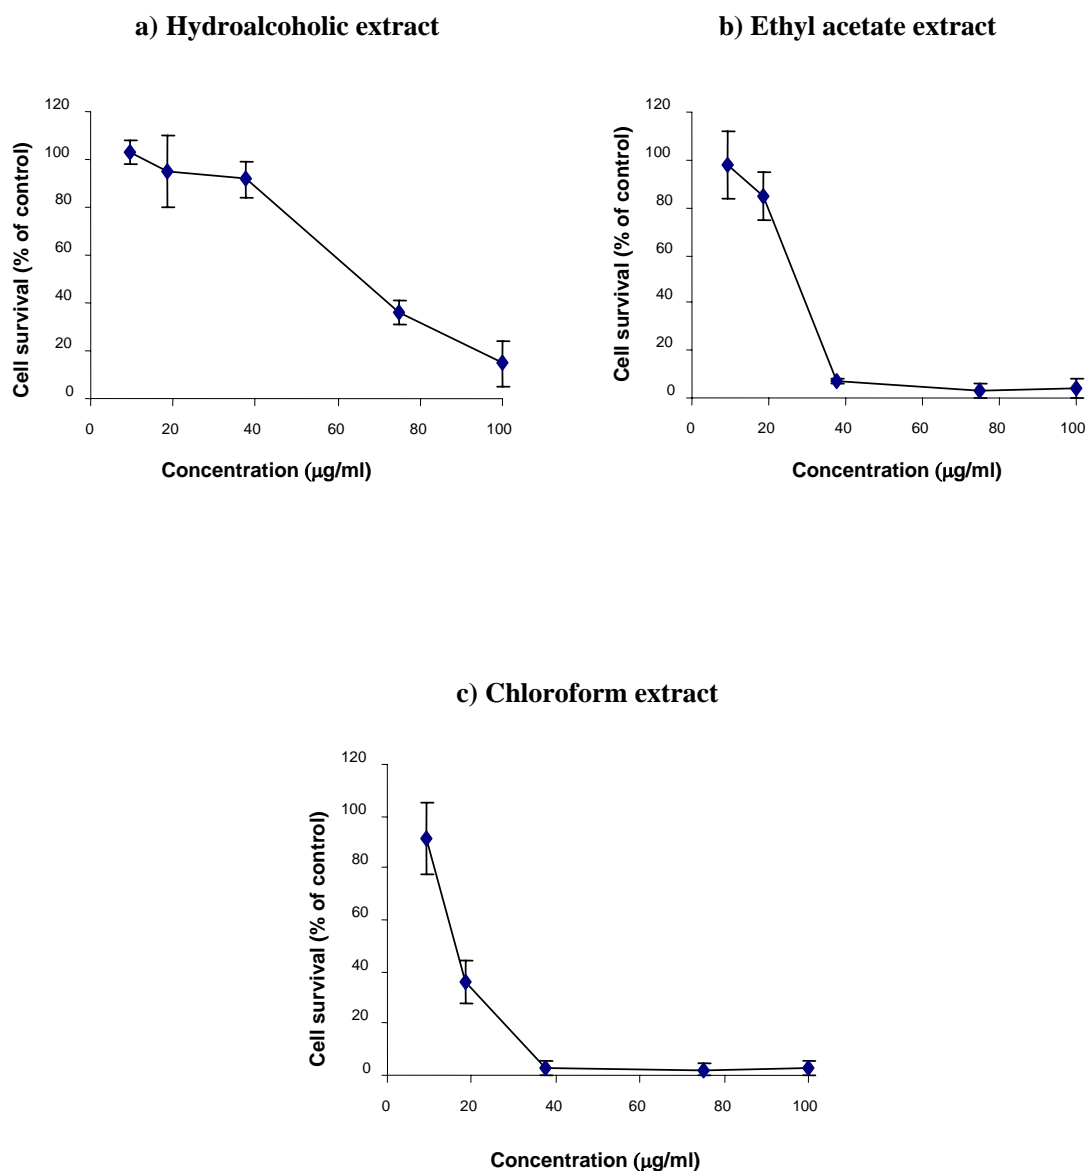 a) Hydroalcoholic extract
Cell survival (% of control)
120
100
80
60
40
20
0
0 20 40 60 80 100
Concentration (µg/ml)
b) Ethyl acetate extract
Cell survival (% of control)
120
100
80
60
40
20
0
0 20 40 60 80 100
Concentration (µg/ml)
c) Chloroform extract
Cell survival (% of control)
120
100
80
60
40
20
0
0 20 40 60 80 100
Concentration (µg/ml)